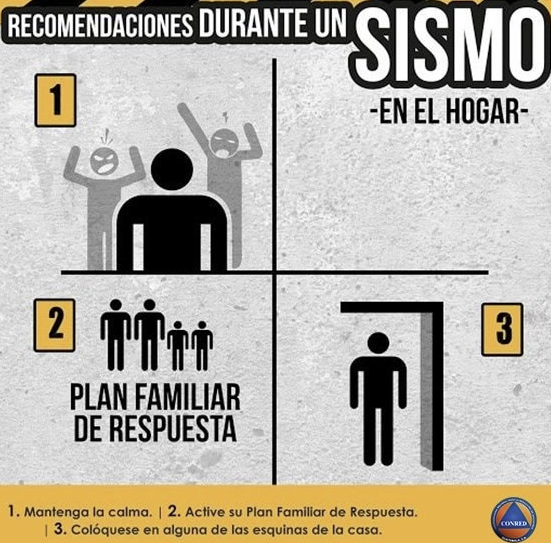 RECOMENDACIONES DURANTE UN SISMO
-EN EL HOGAR-
1
2
PLAN FAMILIAR
DE RESPUESTA
3
1. Mantenga la calma. | 2. Active su Plan Familiar de Respuesta.
| 3. Colóquese en alguna de las esquinas de la casa.
CONRED